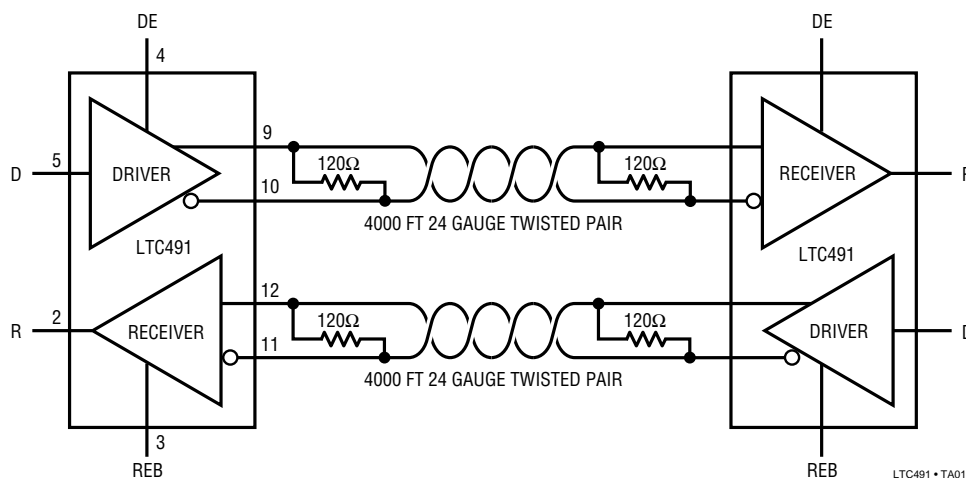 DE DE
4 
9
5 120Ω 120Ω
D DRIVER RECEIVER
10
4000 FT 24 GAUGE TWISTED PAIR
LTC491 LTC491
12
2 120Ω 120Ω
R RECEIVER DRIVER
11
4000 FT 24 GAUGE TWISTED PAIR
3
REB REB
LTC491 • TA01